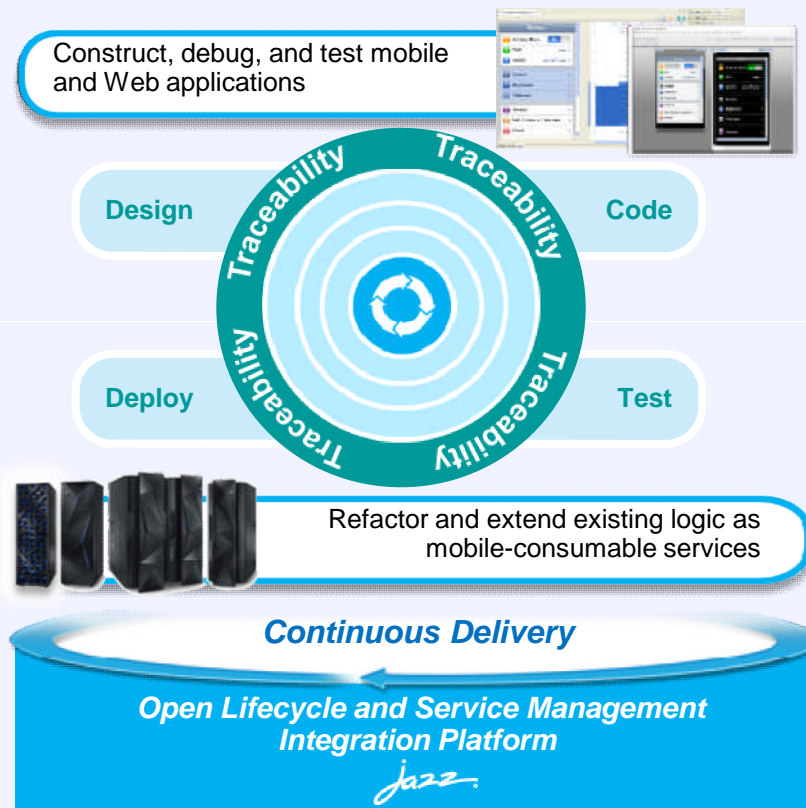 Construct, debug, and test mobile
and Web applications
Traceability
Traceability
Design
Code
Deploy
Test
Traceability
Traceability
Refactor and extend existing logic as
mobile-consumable services
Continuous Delivery
Open Lifecycle and Service Management
Integration Platform
jazz